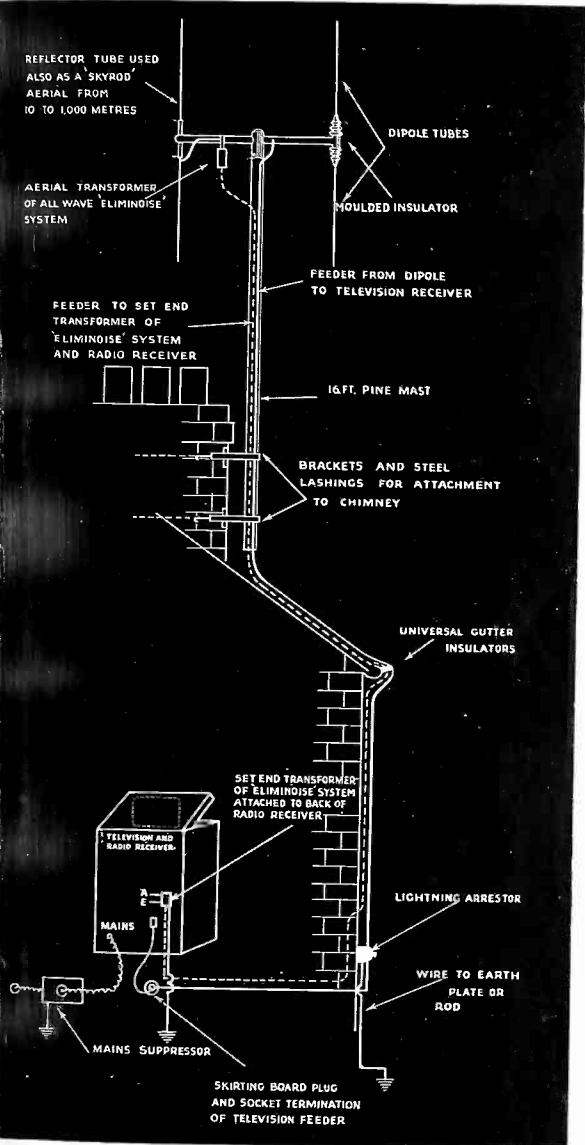 REFLECTOR TUBE USED
ALSO AS A 'SKYROD'
AERIAL FROM
10 TO 1,000 METRES
DIPOLE TUBES
AERIAL TRANSFORMER
OF ALL WAVE 'ELIMINOISE'
SYSTEM
MOULDED INSULATOR
FEEDER FROM DIPOLE
TO TELEVISION RECEIVER
FEEDER TO SET END
TRANSFORMER OF
'ELIMINOISE' SYSTEM
AND RADIO RECEIVER
16 FT. PINE MAST
BRACKETS AND STEEL
LASHINGS FOR ATTACHMENT
TO CHIMNEY
UNIVERSAL GUTTER
INSULATORS
SET END TRANSFORMER
OF 'ELIMINOISE' SYSTEM
ATTACHED TO BACK OF
RADIO RECEIVER
TELEVISION AND
RADIO RECEIVER
A
E
MAINS
LIGHTNING ARRESTOR
WIRE TO EARTH
PLATE OR
ROD
MAINS SUPPRESSOR
SKIRTING BOARD PLUG
AND SOCKET TERMINATION
OF TELEVISION FEEDER